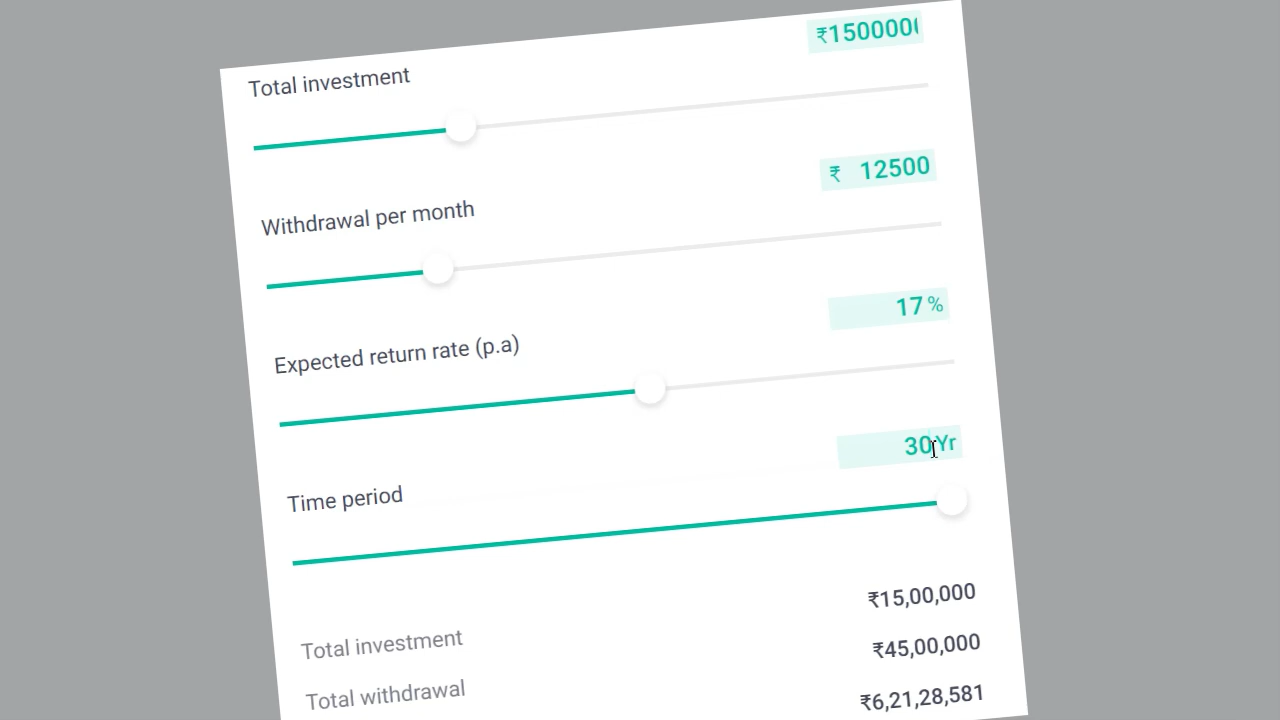 Total investment ₹1500000
Withdrawal per month ₹ 12500
Expected return rate (p.a) 17 %
Time period 30 Yr
Total investment ₹15,00,000
Total withdrawal ₹45,00,000
₹6,21,28,581